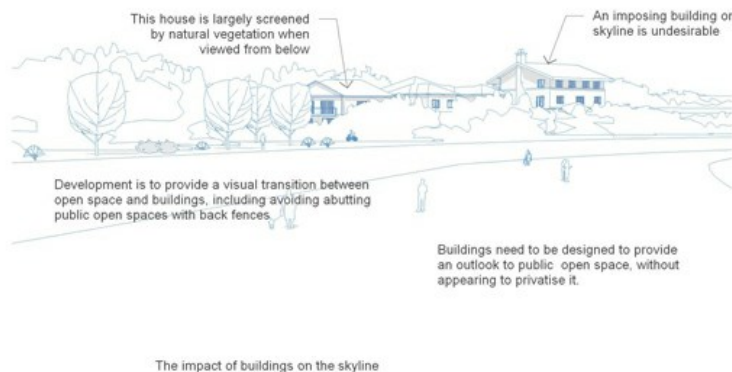 This house is largely screened
by natural vegetation when
viewed from below
An imposing building on
skyline is undesirable
Development is to provide a visual transition between
open space and buildings, including avoiding abutting
public open spaces with back fences
Buildings need to be designed to provide
an outlook to public open space, without
appearing to privatise it.
The impact of buildings on the skyline